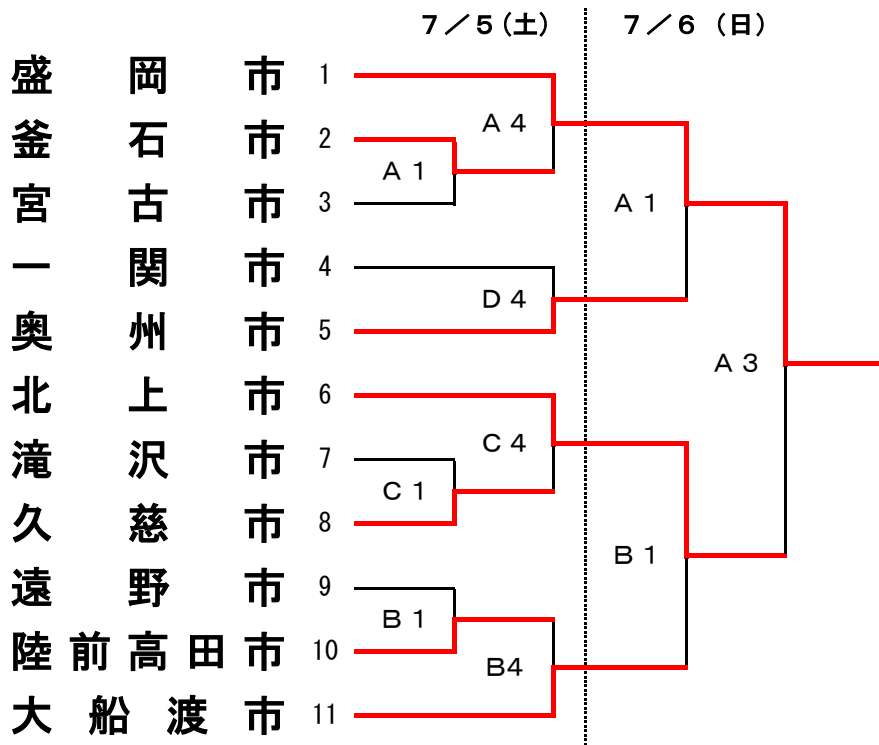 7／5（土） 7／6（日）
盛岡市 1
A4
釜石市 2
A1
宮古市 3
A1
一関市 4
D4
奥州市 5
A3
北上市 6
C4
滝沢市 7
C1
久慈市 8
B1
遠野市 9
B1
陸前高田市 10
B4
大船渡市 11